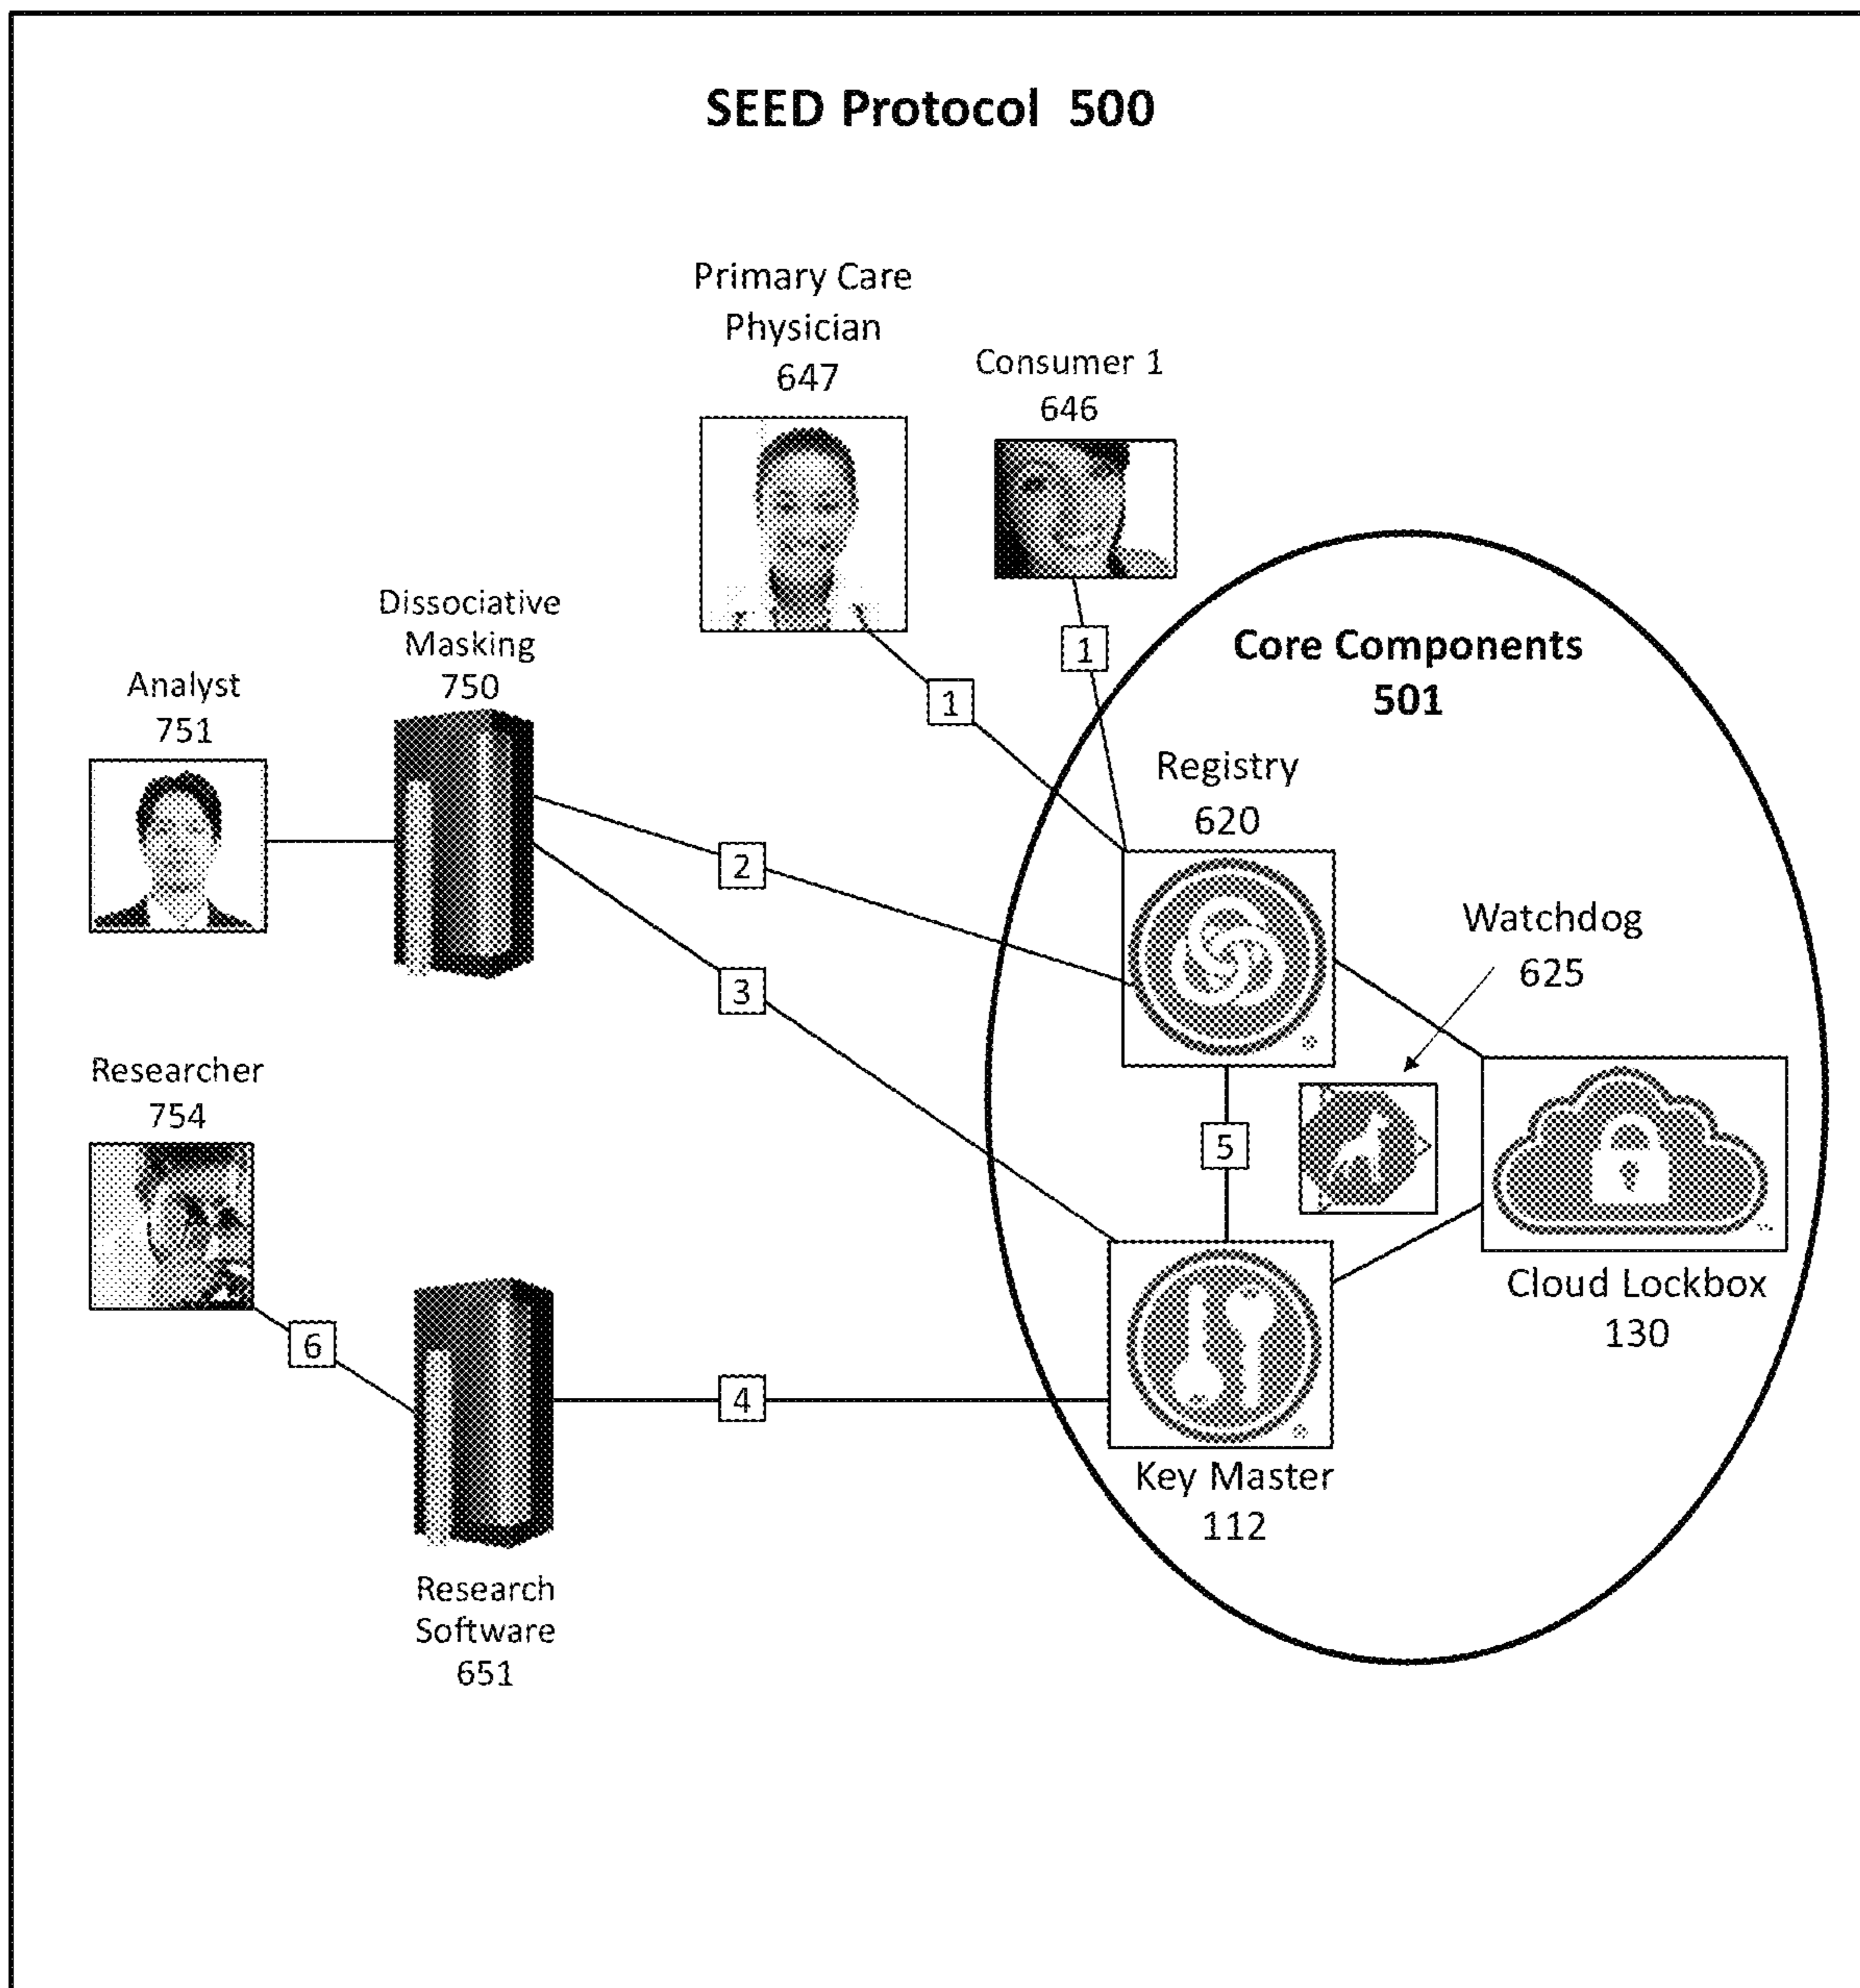 SEED Protocol 500
Primary Care
Physician
647
Consumer 1
646
1
1
Core Components
501
Dissociative
Masking
750
Analyst
751
Registry
620
2
Watchdog
625
3
Researcher
754
5
6
4
Cloud Lockbox
130
Key Master
112
Research
Software
651